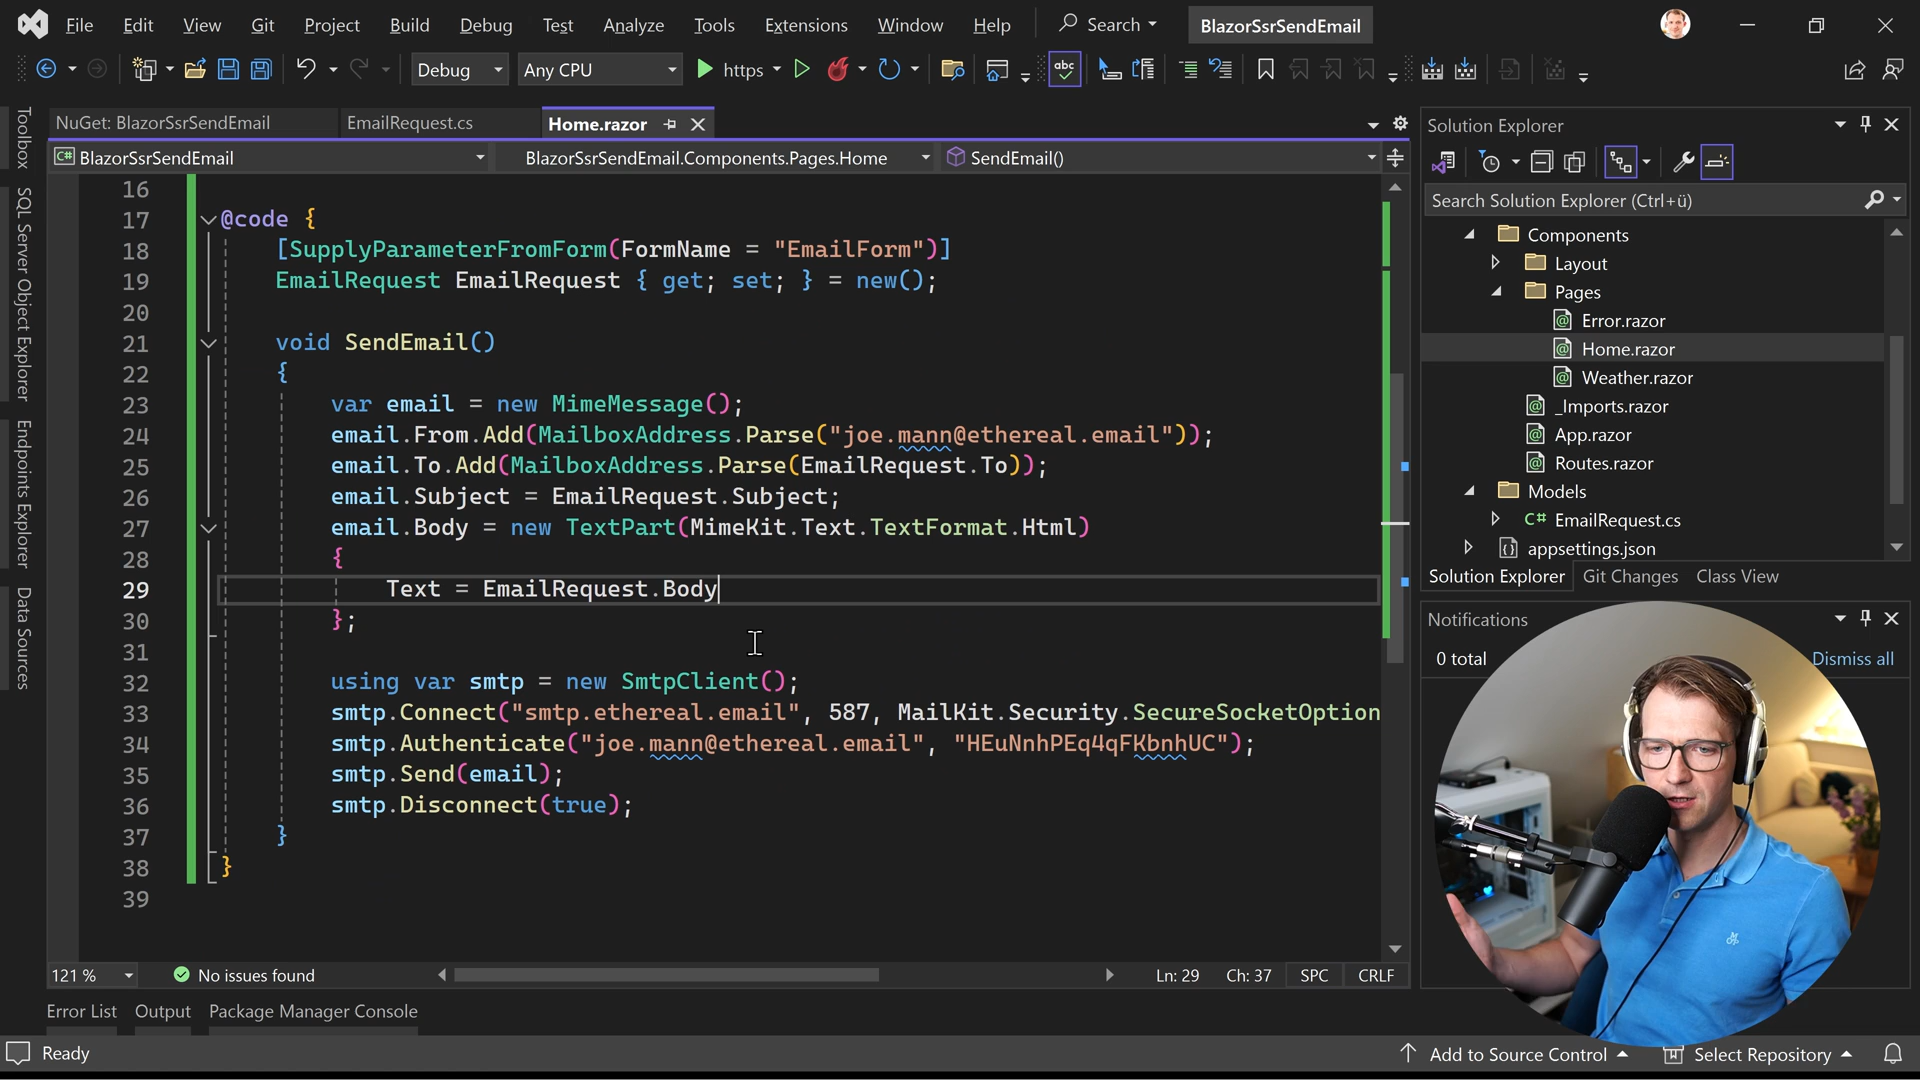 File Edit View Git Project Build Debug Test Analyze Tools Extensions Window Help Search BlazorSsrSendEmail
Debug Any CPU https abc
NuGet: BlazorSsrSendEmail EmailRequest.cs Home.razor
C# BlazorSsrSendEmail BlazorSsrSendEmail.Components.Pages.Home SendEmail()
16
17 @code {
18 [SupplyParameterFromForm(FormName = "EmailForm")]
19 EmailRequest EmailRequest { get; set; } = new();
20
21 void SendEmail()
22 {
23 var email = new MimeMessage();
24 email.From.Add(MailboxAddress.Parse("joe.mann@ethereal.email"));
25 email.To.Add(MailboxAddress.Parse(EmailRequest.To));
26 email.Subject = EmailRequest.Subject;
27 email.Body = new TextPart(MimeKit.Text.TextFormat.Html)
28 {
29 Text = EmailRequest.Body
30 };
31
32 using var smtp = new SmtpClient();
33 smtp.Connect("smtp.ethereal.email", 587, MailKit.Security.SecureSocketOption
34 smtp.Authenticate("joe.mann@ethereal.email", "HEuNnhPEq4qFKbnhUC");
35 smtp.Send(email);
36 smtp.Disconnect(true);
37 }
38 }
39
121 % No issues found Ln: 29 Ch: 37 SPC CRLF
Error List Output Package Manager Console
Ready Add to Source Control Select Repository
Toolbox
SQL Server Object Explorer
Endpoints Explorer
Data Sources
Solution Explorer
Search Solution Explorer (Ctrl+ü)
Components
Layout
Pages
Error.razor
Home.razor
Weather.razor
_Imports.razor
App.razor
Routes.razor
Models
C# EmailRequest.cs
appsettings.json
Solution Explorer Git Changes Class View
Notifications
0 total Dismiss all